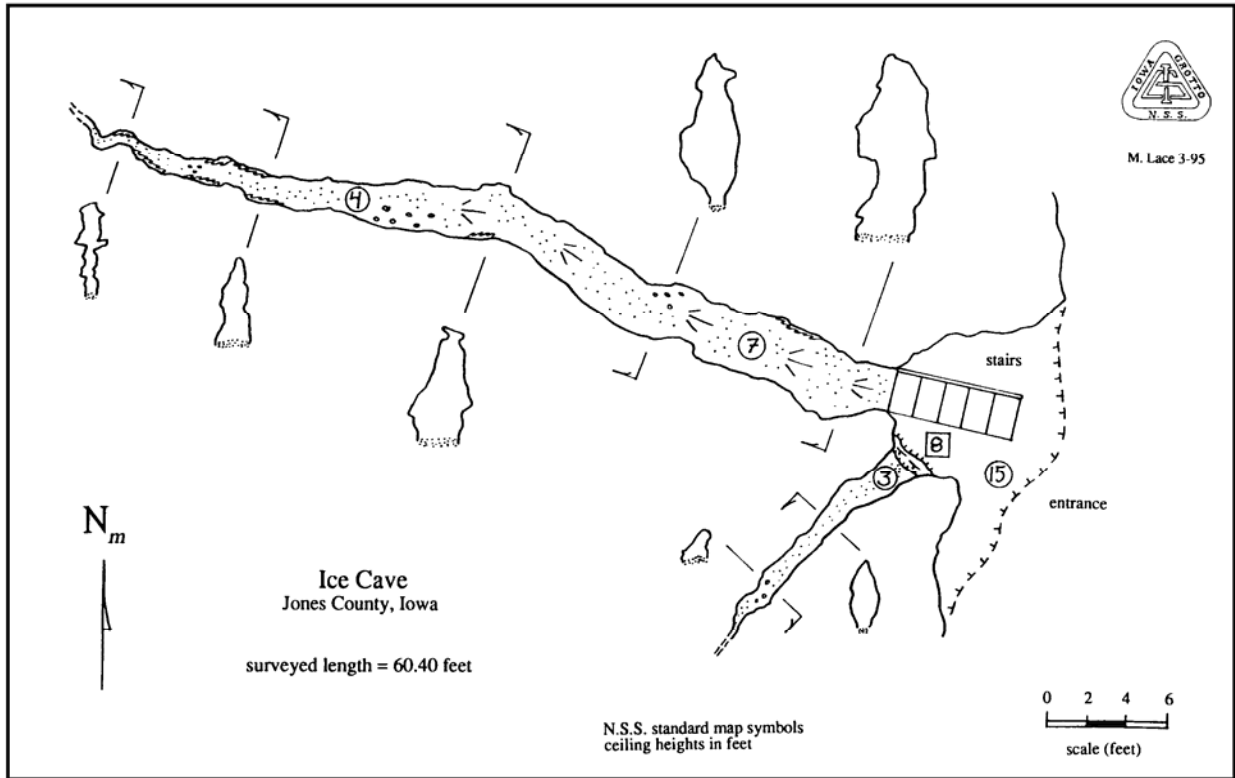 IOWA GROTTO
N. S. S.
M. Lace 3-95
4
7
stairs
8
3
15
entrance
Nm
Ice Cave
Jones County, Iowa
surveyed length = 60.40 feet
N.S.S. standard map symbols
ceiling heights in feet
0 2 4 6
scale (feet)